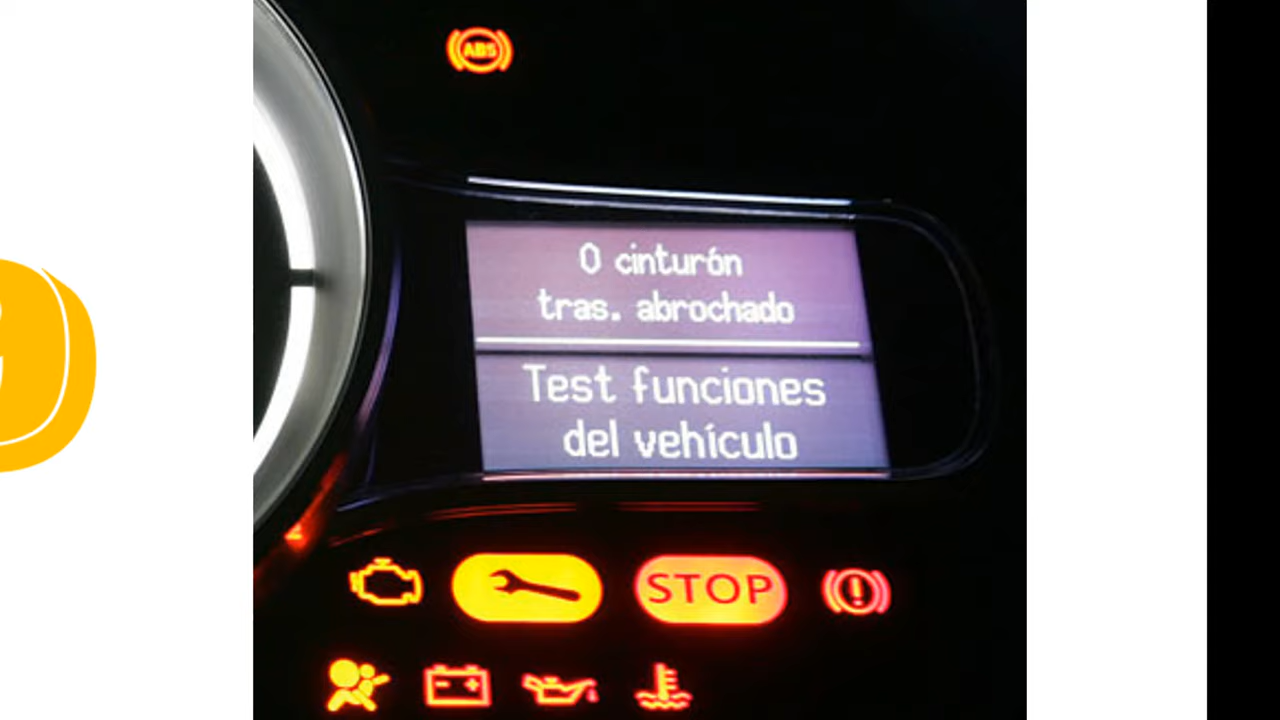 ABS
0 cinturón
tras. abrochado
Test funciones
del vehículo
STOP